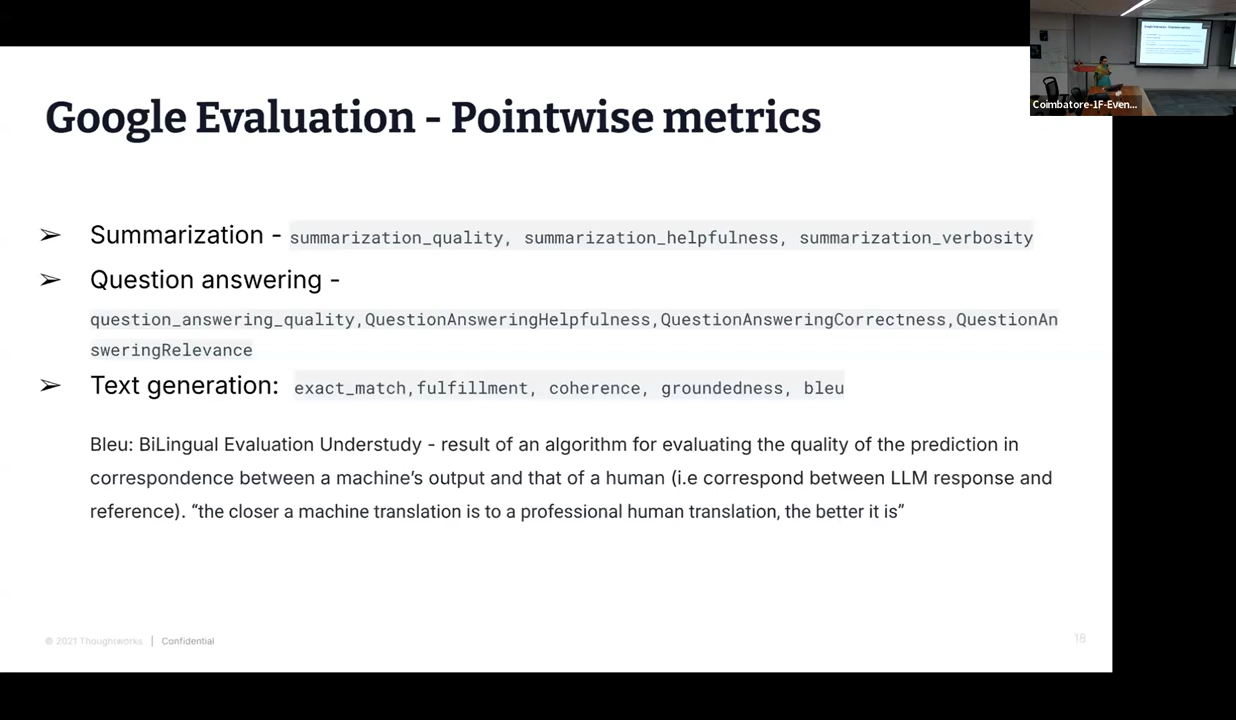 Google Evaluation - Pointwise metrics
➢ Summarization - summarization_quality, summarization_helpfulness, summarization_verbosity
➢ Question answering -
question_answering_quality,QuestionAnsweringHelpfulness,QuestionAnsweringCorrectness,QuestionAn
sweringRelevance
➢ Text generation: exact_match,fulfillment, coherence, groundedness, bleu
Bleu: BiLingual Evaluation Understudy - result of an algorithm for evaluating the quality of the prediction in
correspondence between a machine’s output and that of a human (i.e correspond between LLM response and
reference). “the closer a machine translation is to a professional human translation, the better it is”
© 2021 Thoughtworks | Confidential
18
Coimbatore-1F-Even...